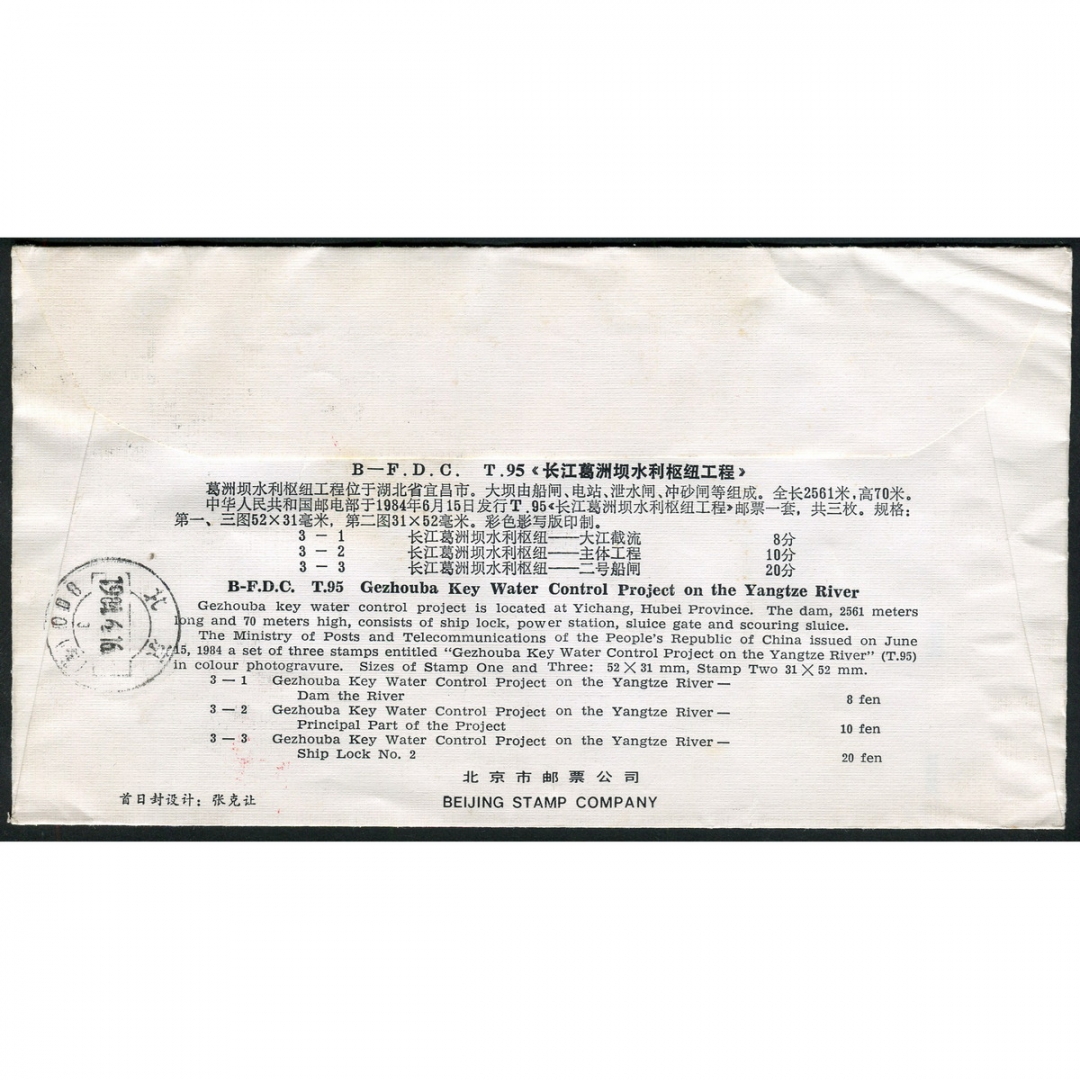 B—F.D.C. T.95《长江葛洲坝水利枢纽工程》
葛洲坝水利枢纽工程位于湖北省宜昌市。大坝由船闸、电站、泄水闸、冲砂闸等组成。全长2561米,高70米。
中华人民共和国邮电部于1984年6月15日发行T.95《长江葛洲坝水利枢纽工程》邮票一套，共三枚。规格：
第一、三图52×31毫米，第二图31×52毫米。彩色影写版印制。
3－1 长江葛洲坝水利枢纽——大江截流 8分
3－2 长江葛洲坝水利枢纽——主体工程 10分
3－3 长江葛洲坝水利枢纽——二号船闸 20分
B-F.D.C. T.95 Gezhouba Key Water Control Project on the Yangtze River
Gezhouba key water control project is located at Yichang, Hubei Province. The dam, 2561 meters
long and 70 meters high, consists of ship lock, power station, sluice gate and scouring sluice.
The Ministry of Posts and Telecommunications of the People's Republic of China issued on June
15, 1984 a set of three stamps entitled "Gezhouba Key Water Control Project on the Yangtze River" (T.95)
in colour photogravure. Sizes of Stamp One and Three: 52×31 mm, Stamp Two 31×52 mm.
3—1 Gezhouba Key Water Control Project on the Yangtze River—
Dam the River 8 fen
3—2 Gezhouba Key Water Control Project on the Yangtze River—
Principal Part of the Project 10 fen
3—3 Gezhouba Key Water Control Project on the Yangtze River—
Ship Lock No. 2 20 fen
北京市邮票公司
首日封设计：张克让
BEIJING STAMP COMPANY
1984.6.16
北